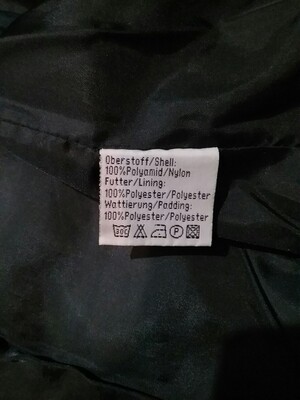 Oberstoff/Shell:
100%Polyamid/Nylon
Futter/Lining:
100%Polyester/Polyester
Wattierung/Padding:
100%Polyester/Polyester